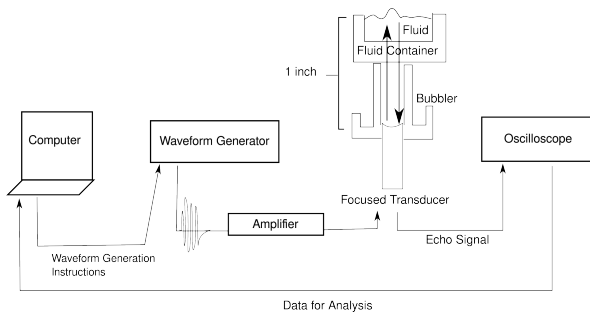 Fluid
Fluid Container
1 inch
Bubbler
Computer
Waveform Generator
Oscilloscope
Focused Transducer
Amplifier
Echo Signal
Waveform Generation
Instructions
Data for Analysis